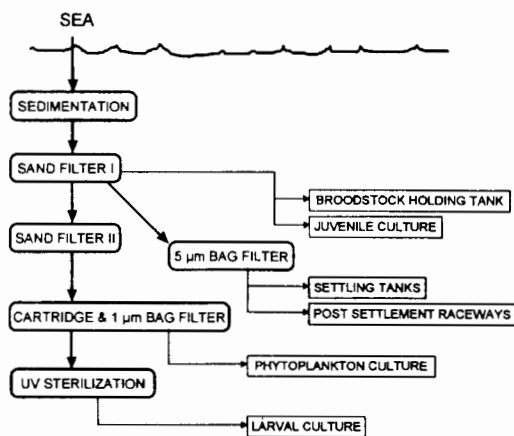 SEA
SEDIMENTATION
SAND FILTER I
BROODSTOCK HOLDING TANK
JUVENILE CULTURE
SAND FILTER II
5 µm BAG FILTER
SETTLING TANKS
POST SETTLEMENT RACEWAYS
CARTRIDGE & 1 µm BAG FILTER
PHYTOPLANKTON CULTURE
UV STERILIZATION
LARVAL CULTURE